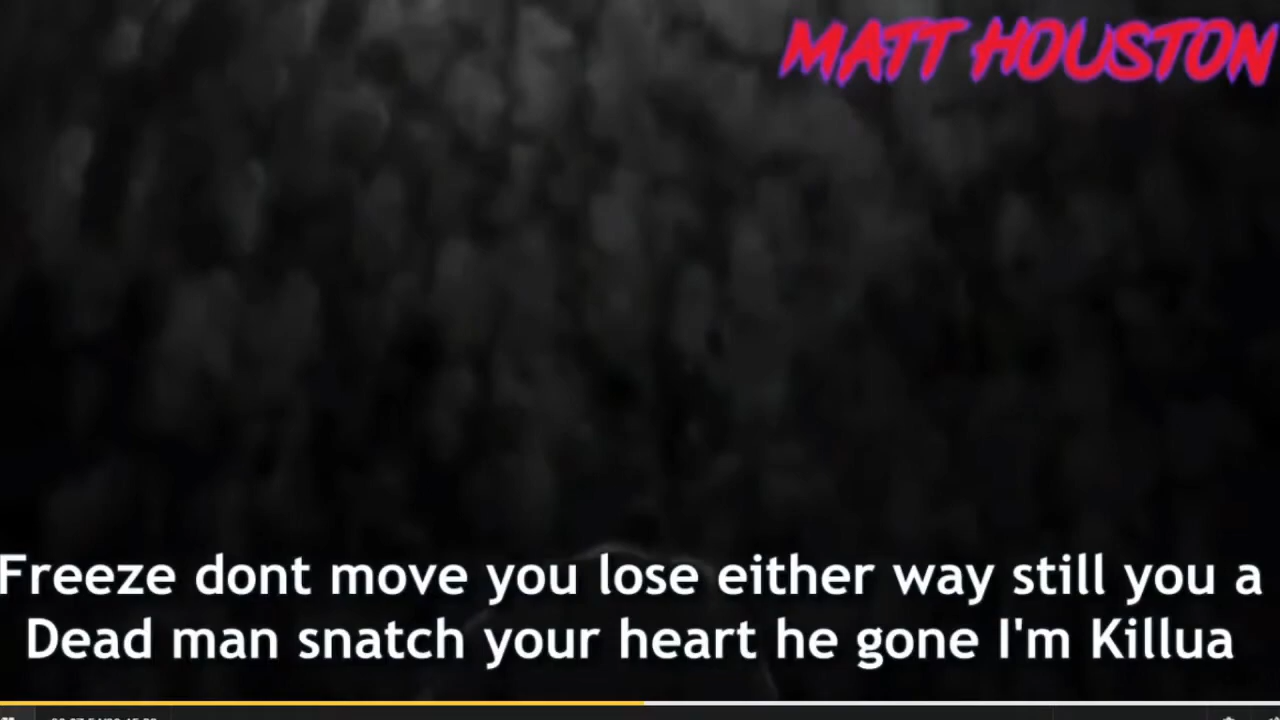 MATT HOUSTON
Freeze dont move you lose either way still you a
Dead man snatch your heart he gone I'm Killua